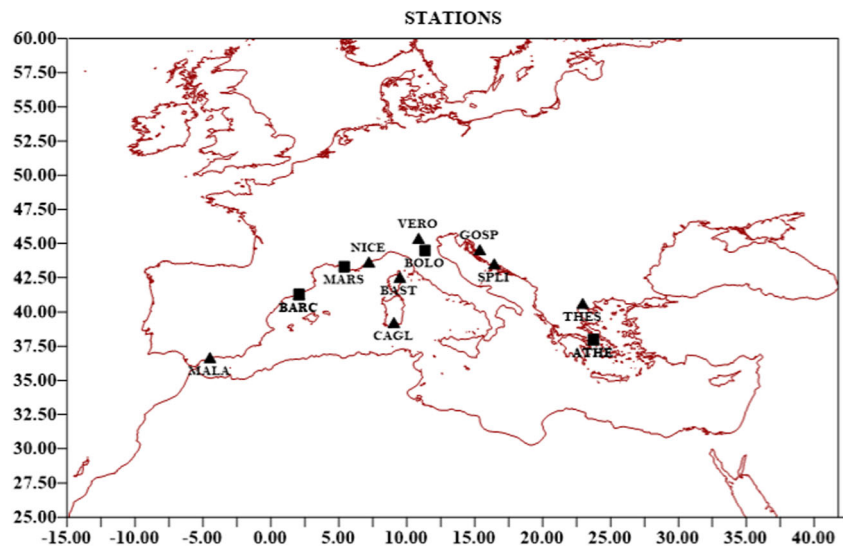 STATIONS
60.00
57.50
55.00
52.50
50.00
47.50
45.00
42.50
40.00
37.50
35.00
32.50
30.00
27.50
25.00
VERO
GOSP
NICE
BOLO
MARS
SPLI
BAST
BARC
THES
CAGL
ATHE
MALA
-15.00 -10.00 -5.00 0.00 5.00 10.00 15.00 20.00 25.00 30.00 35.00 40.00